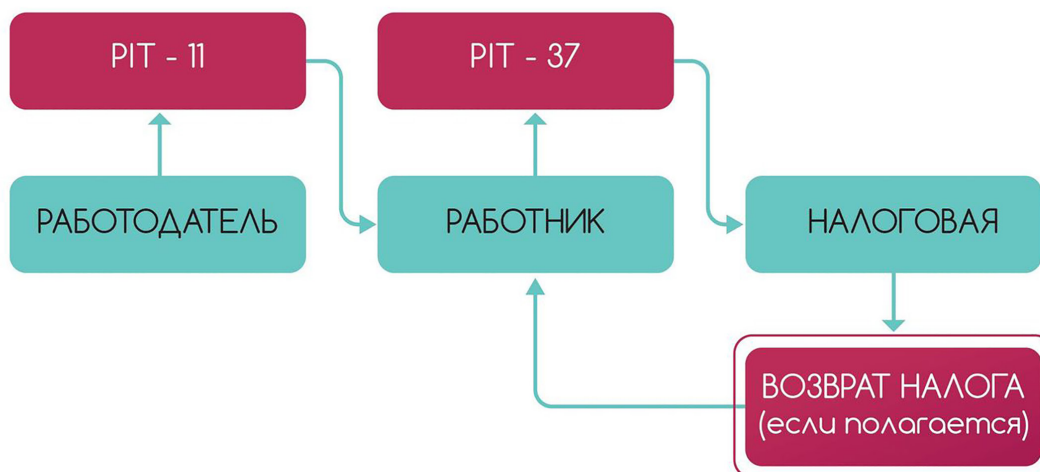 PIT - 11
PIT - 37
РАБОТОДАТЕЛЬ
РАБОТНИК
НАЛОГОВАЯ
ВОЗВРАТ НАЛОГА
(если полагается)